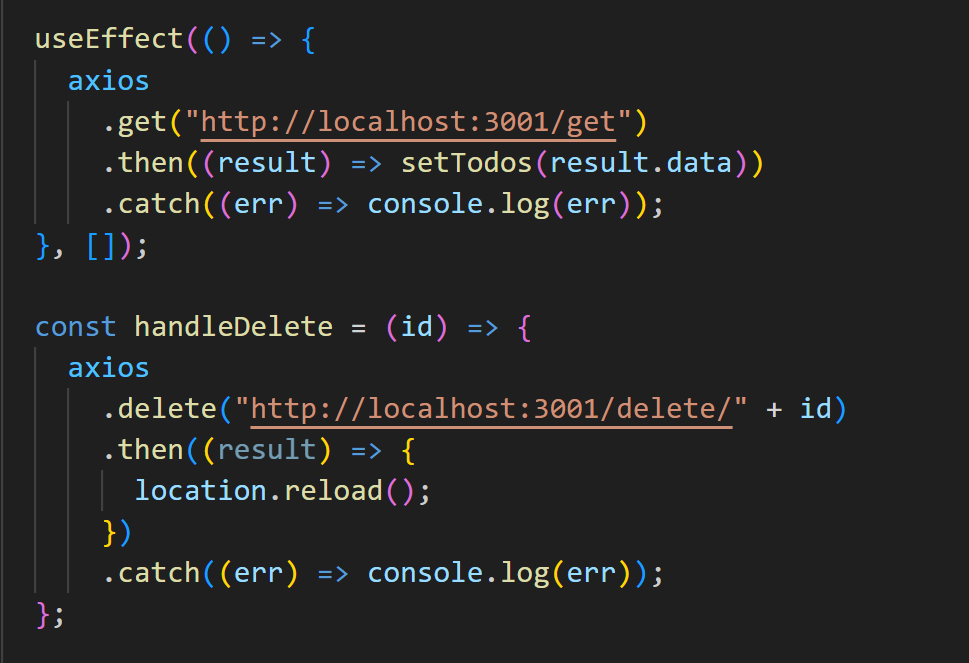 useEffect(() => {
  axios
    .get("http://localhost:3001/get")
    .then((result) => setTodos(result.data))
    .catch((err) => console.log(err));
}, []);

const handleDelete = (id) => {
  axios
    .delete("http://localhost:3001/delete/" + id)
    .then((result) => {
      location.reload();
    })
    .catch((err) => console.log(err));
};